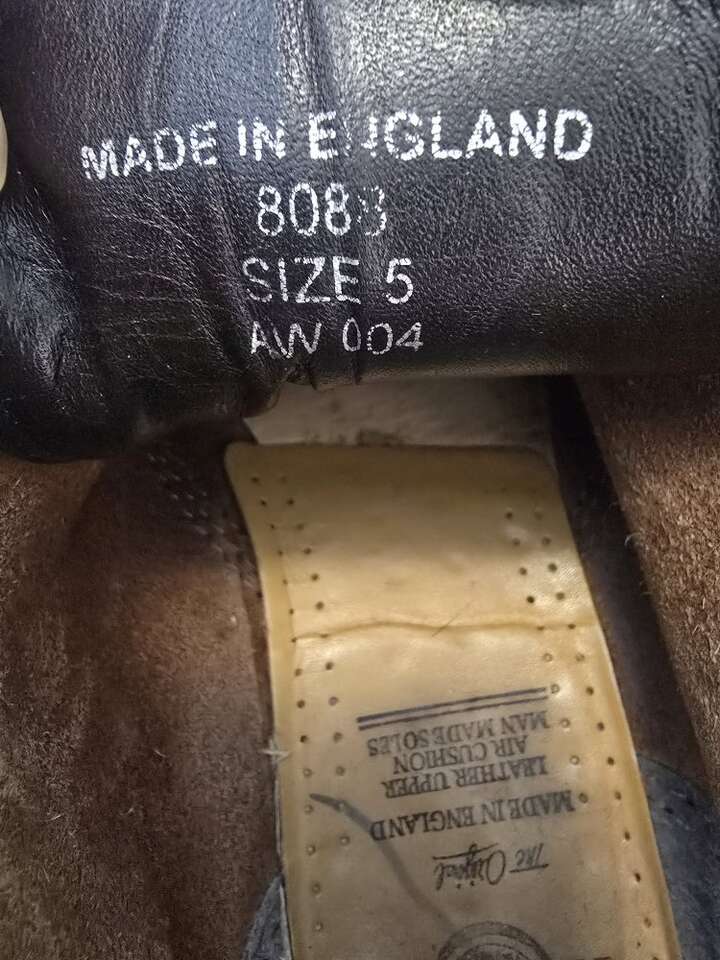 MADE IN ENGLAND
8088
SIZE 5
AW 004
The Original
MADE IN ENGLAND
LEATHER UPPER
AIR CUSHION
MAN MADE SOLES